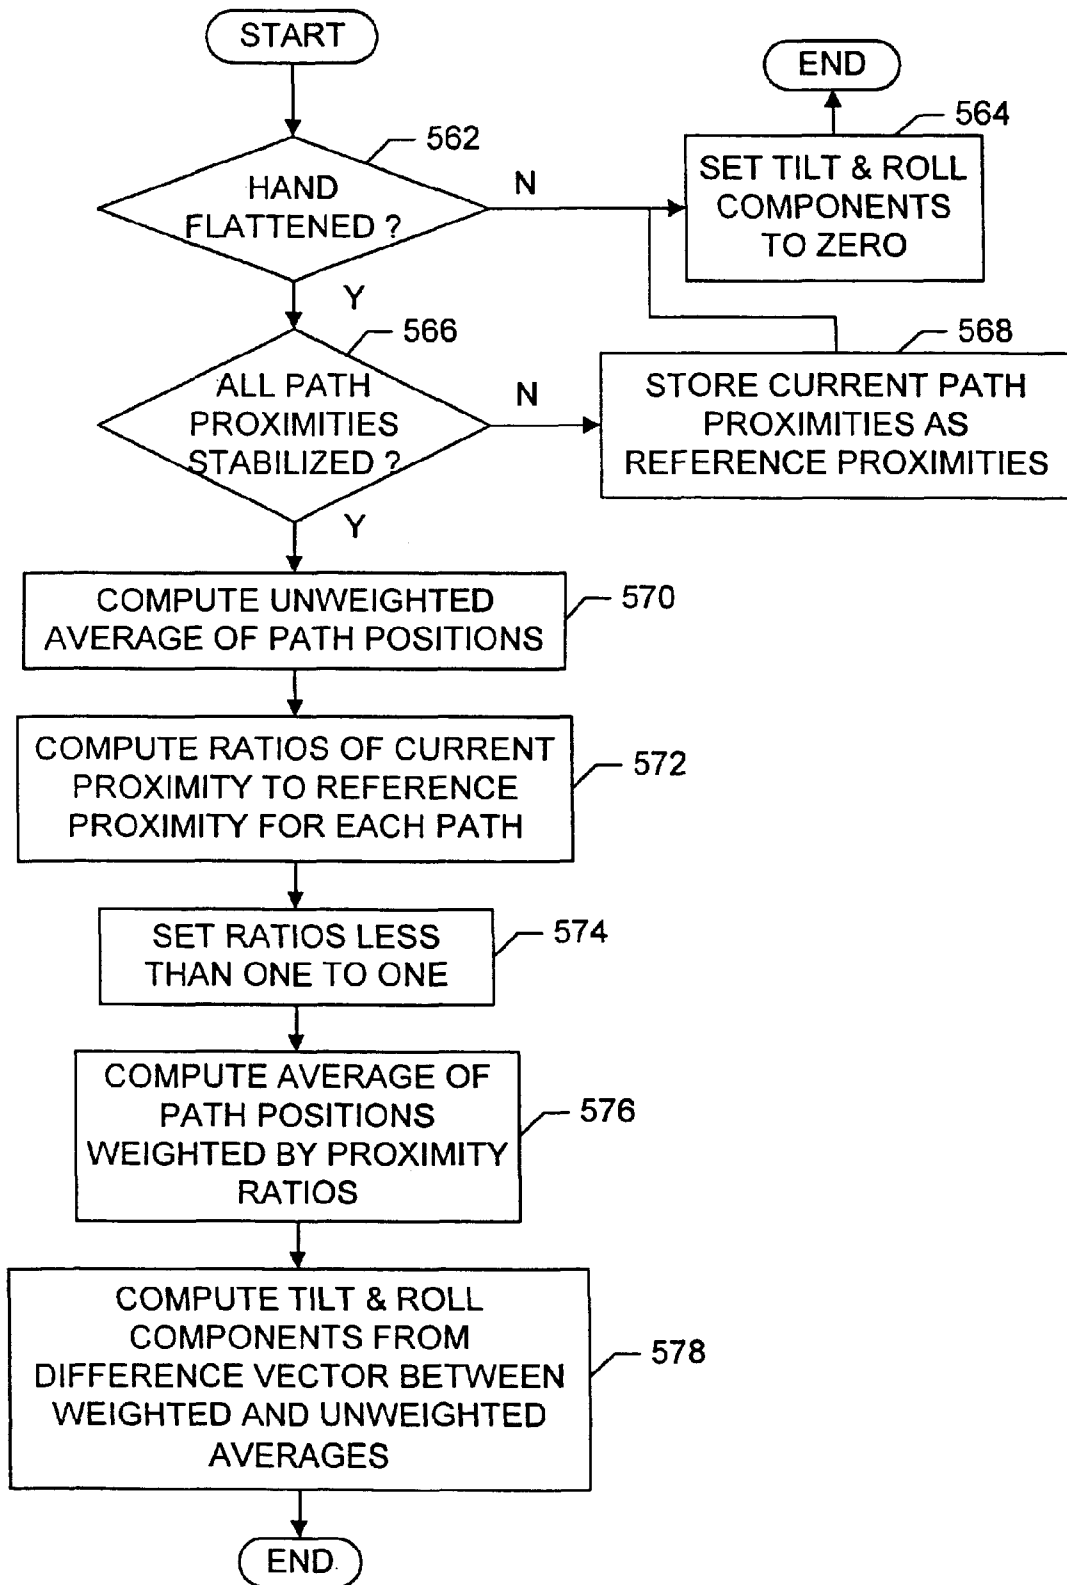 START
END
562
HAND
FLATTENED ?
N
564
SET TILT & ROLL
COMPONENTS
TO ZERO
Y
566
ALL PATH
PROXIMITIES
STABILIZED ?
N
568
STORE CURRENT PATH
PROXIMITIES AS
REFERENCE PROXIMITIES
Y
COMPUTE UNWEIGHTED
AVERAGE OF PATH POSITIONS
570
COMPUTE RATIOS OF CURRENT
PROXIMITY TO REFERENCE
PROXIMITY FOR EACH PATH
572
SET RATIOS LESS
THAN ONE TO ONE
574
COMPUTE AVERAGE OF
PATH POSITIONS
WEIGHTED BY PROXIMITY
RATIOS
576
COMPUTE TILT & ROLL
COMPONENTS FROM
DIFFERENCE VECTOR BETWEEN
WEIGHTED AND UNWEIGHTED
AVERAGES
578
END